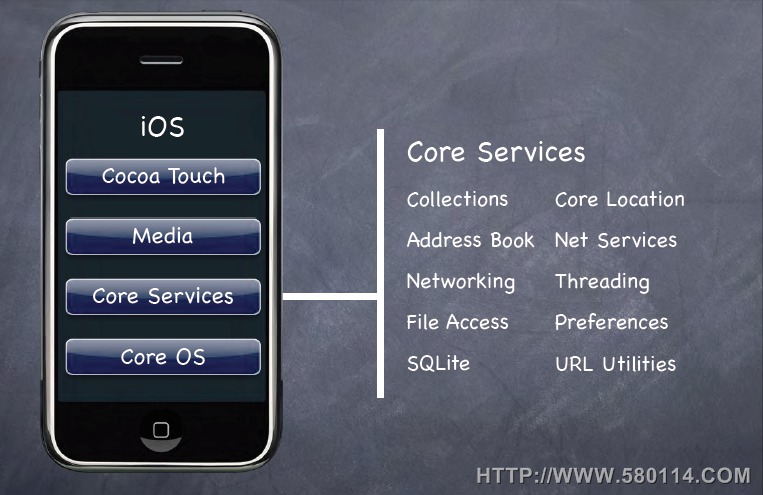 iOS
Cocoa Touch
Media
Core Services
Core OS
Core Services
Collections Core Location
Address Book Net Services
Networking Threading
File Access Preferences
SQLite URL Utilities
HTTP://WWW.580114.COM